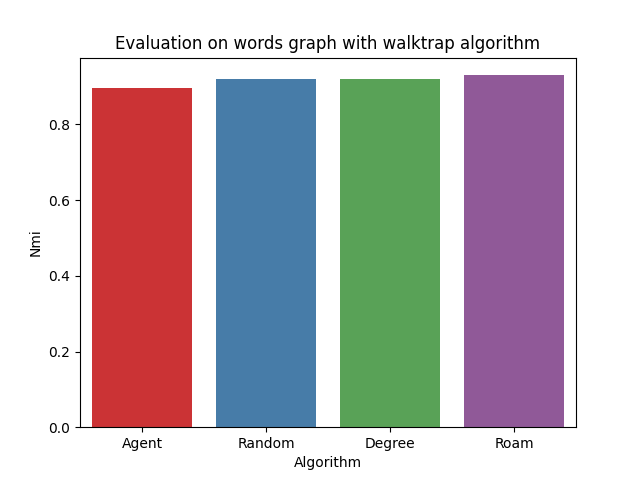 Evaluation on words graph with walktrap algorithm
0.8
0.6
0.4
0.2
0.0
Nmi
Agent Random Degree Roam
Algorithm